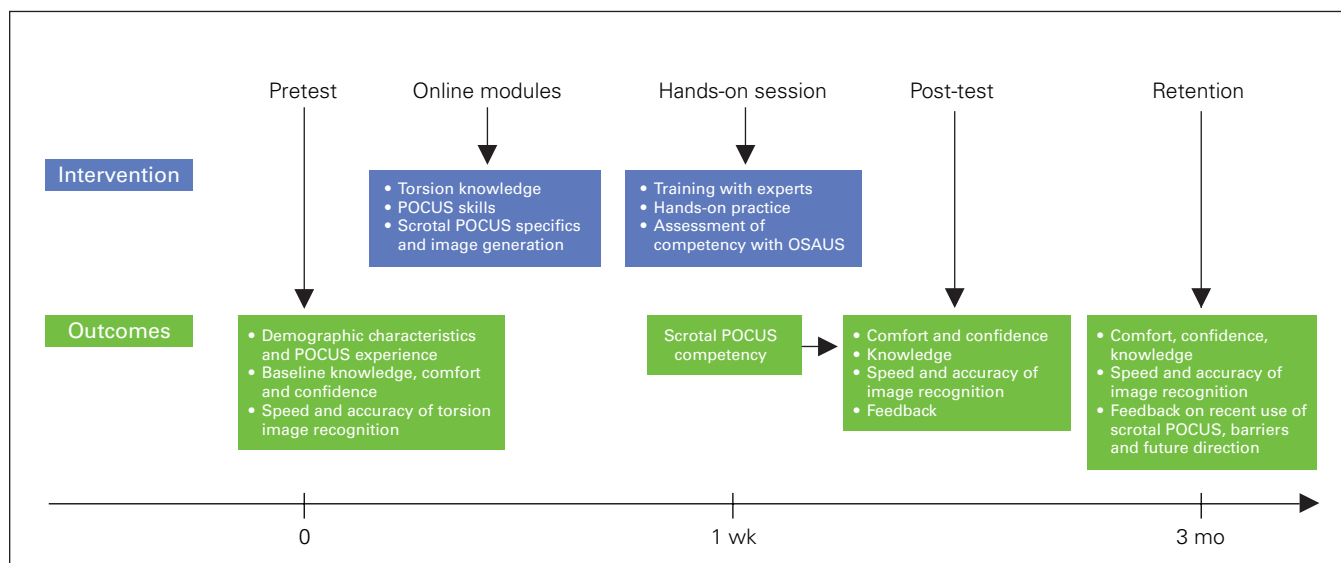 Pretest
Online modules
Hands-on session
Post-test
Retention
Intervention
• Torsion knowledge
• POCUS skills
• Scrotal POCUS specifics
and image generation
• Training with experts
• Hands-on practice
• Assessment of
competency with OSAUS
Outcomes
• Demographic characteristics
and POCUS experience
• Baseline knowledge, comfort
and confidence
• Speed and accuracy of torsion
image recognition
Scrotal POCUS
competency
• Comfort and confidence
• Knowledge
• Speed and accuracy of
image recognition
• Feedback
• Comfort, confidence,
knowledge
• Speed and accuracy of
image recognition
• Feedback on recent use of
scrotal POCUS, barriers
and future direction
0
1 wk
3 mo